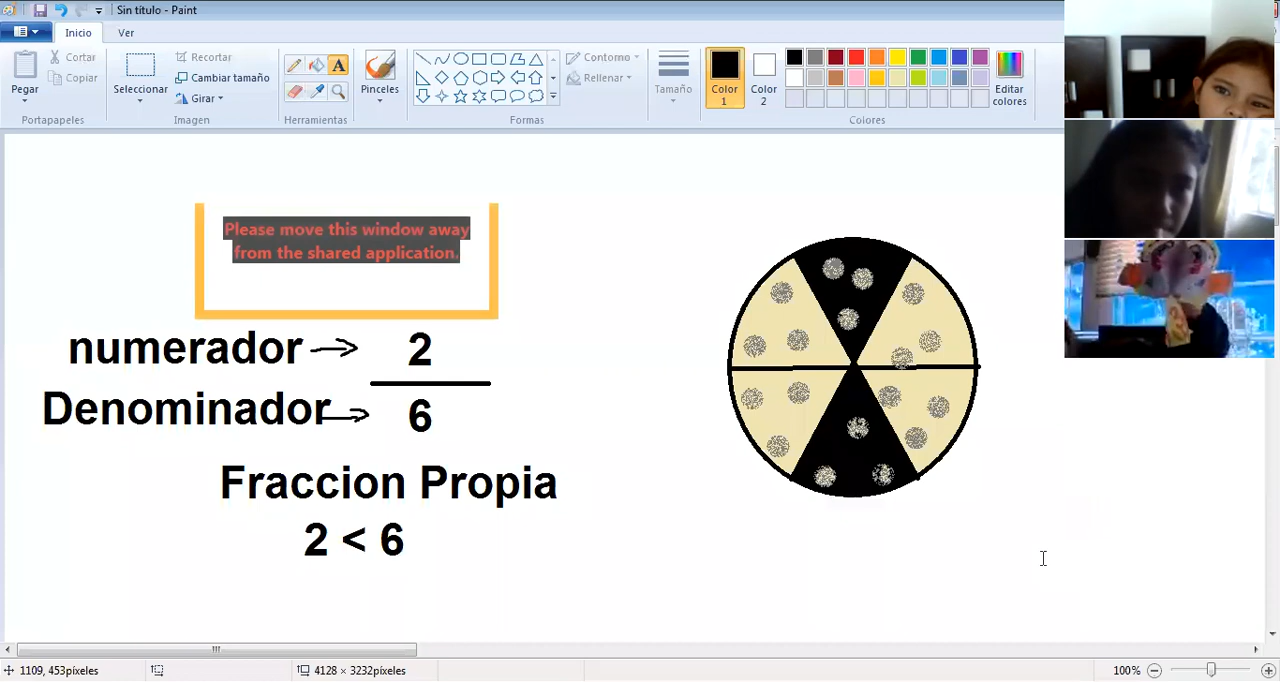 Sin título - Paint
Inicio Ver
Pegar
Cortar
Copiar
Portapapeles
Seleccionar
Recortar
Cambiar tamaño
Girar
Imagen
A
Herramientas
Pinceles
Contorno
Rellenar
Formas
Tamaño
Color 1
Color 2
Editar colores
Colores
Please move this window away
from the shared application.
numerador 2
Denominador 6
Fraccion Propia
2 < 6
1109, 453píxeles
4128 × 3232píxeles
100%